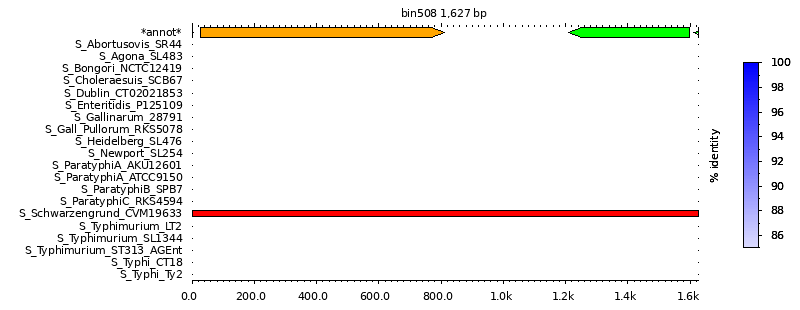 bin508 1,627 bp
*annot*
S_Abortusovis_SR44
S_Agona_SL483
S_Bongori_NCTC12419
S_Choleraesuis_SCB67
S_Dublin_CT02021853
S_Enteritidis_P125109
S_Gallinarum_28791
S_Gall_Pullorum_RKS5078
S_Heidelberg_SL476
S_Newport_SL254
S_ParatyphiA_AKU12601
S_ParatyphiA_ATCC9150
S_ParatyphiB_SPB7
S_ParatyphiC_RKS4594
S_Schwarzengrund_CVM19633
S_Typhimurium_LT2
S_Typhimurium_SL1344
S_Typhimurium_ST313_AGEnt
S_Typhi_CT18
S_Typhi_Ty2
0.0 200.0 400.0 600.0 800.0 1.0k 1.2k 1.4k 1.6k
% identity
100
98
96
94
92
90
88
86